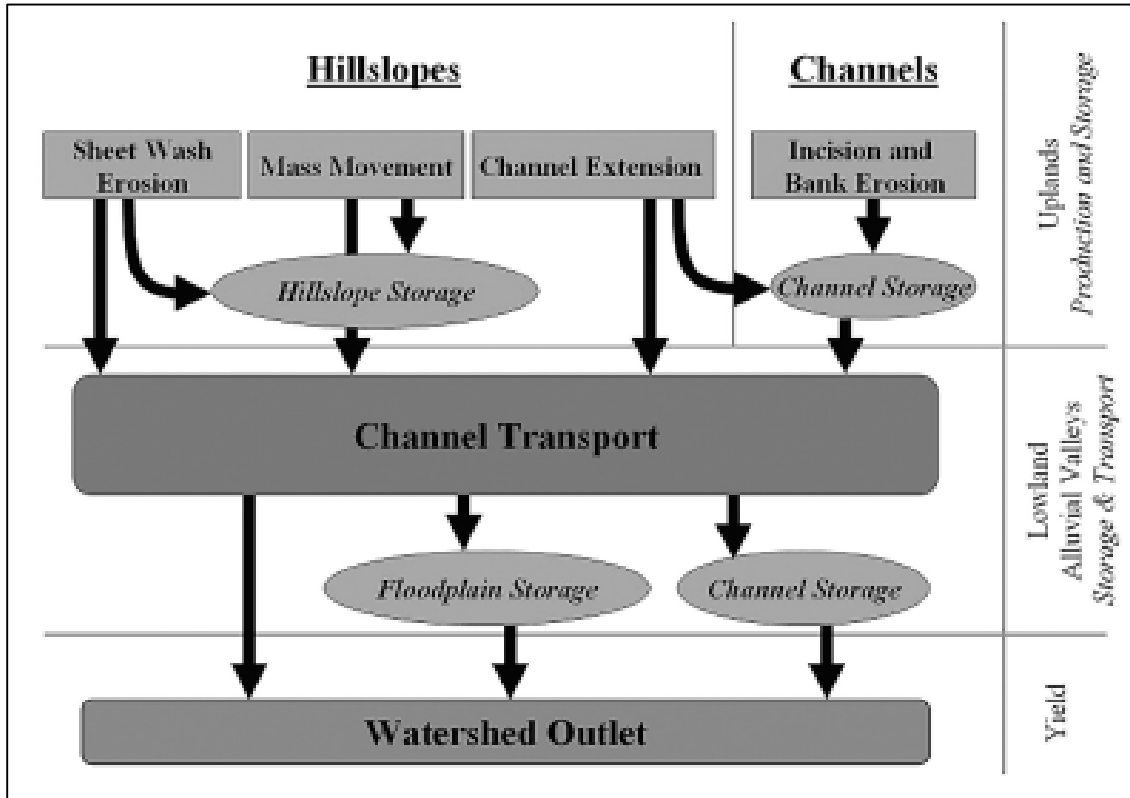 Hillslopes
Channels
Sheet Wash
Erosion
Mass Movement
Channel Extension
Incision and
Bank Erosion
Hillslope Storage
Channel Storage
Uplands
Production and Storage
Channel Transport
Floodplain Storage
Channel Storage
Lowland
Alluvial Valleys
Storage & Transport
Watershed Outlet
Yield